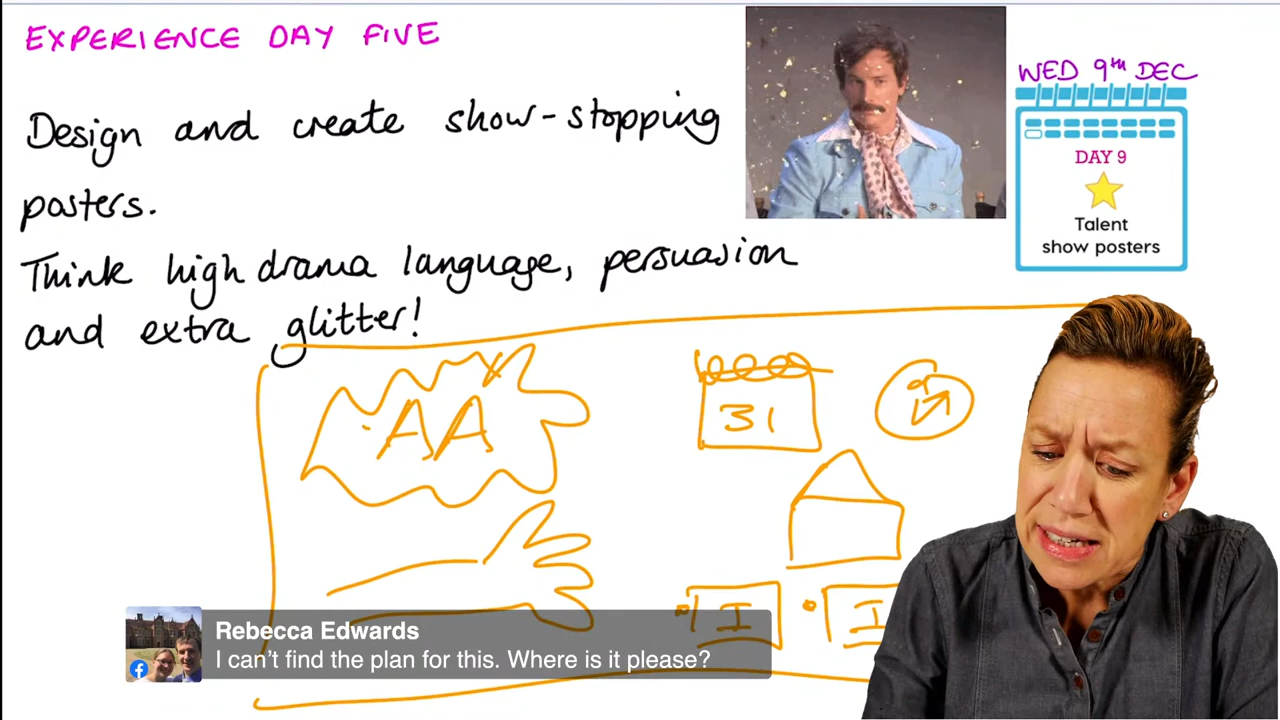 EXPERIENCE DAY FIVE
Design and create show-stopping
posters.
Think high drama language, persuasion
and extra glitter!
WED 9th DEC
DAY 9
Talent
show posters
AA
31
I
I
Rebecca Edwards
I can't find the plan for this. Where is it please?